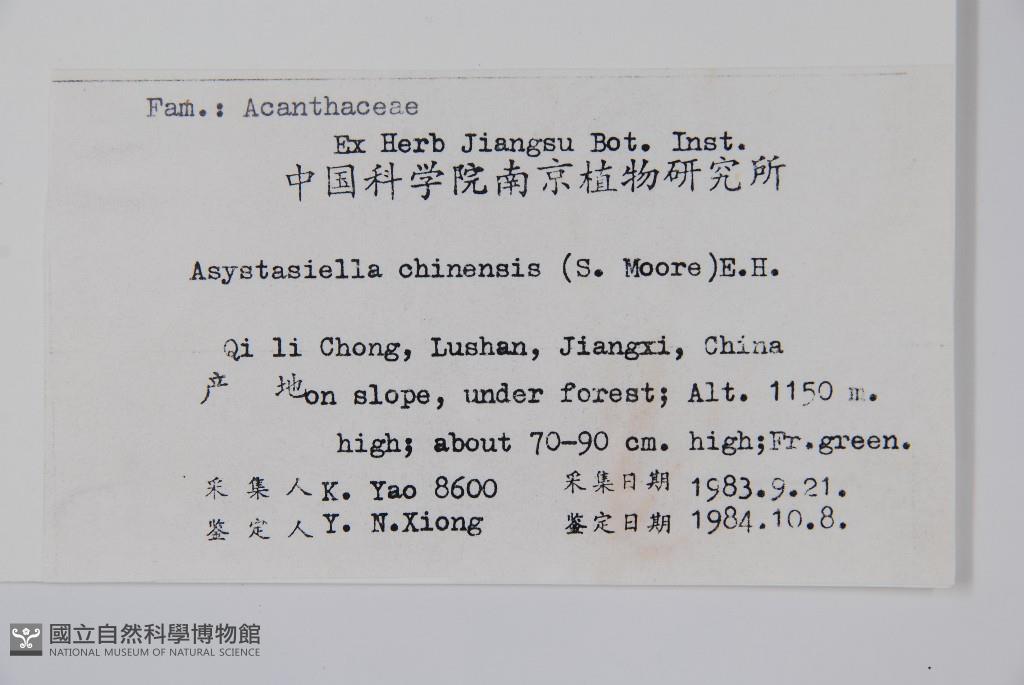 Fam.: Acanthaceae
Ex Herb Jiangsu Bot. Inst.
中国科学院南京植物研究所
Asystasiella chinensis (S. Moore)E.H.
Qi li Chong, Lushan, Jiangxi, China
产 地 on slope, under forest; Alt. 1150 m.
high; about 70-90 cm. high;Fr.green.
采 集 人 K. Yao 8600 采集日期 1983.9.21.
鉴 定 人 Y. N.Xiong 鉴定日期 1984.10.8.
國立自然科學博物館
NATIONAL MUSEUM OF NATURAL SCIENCE